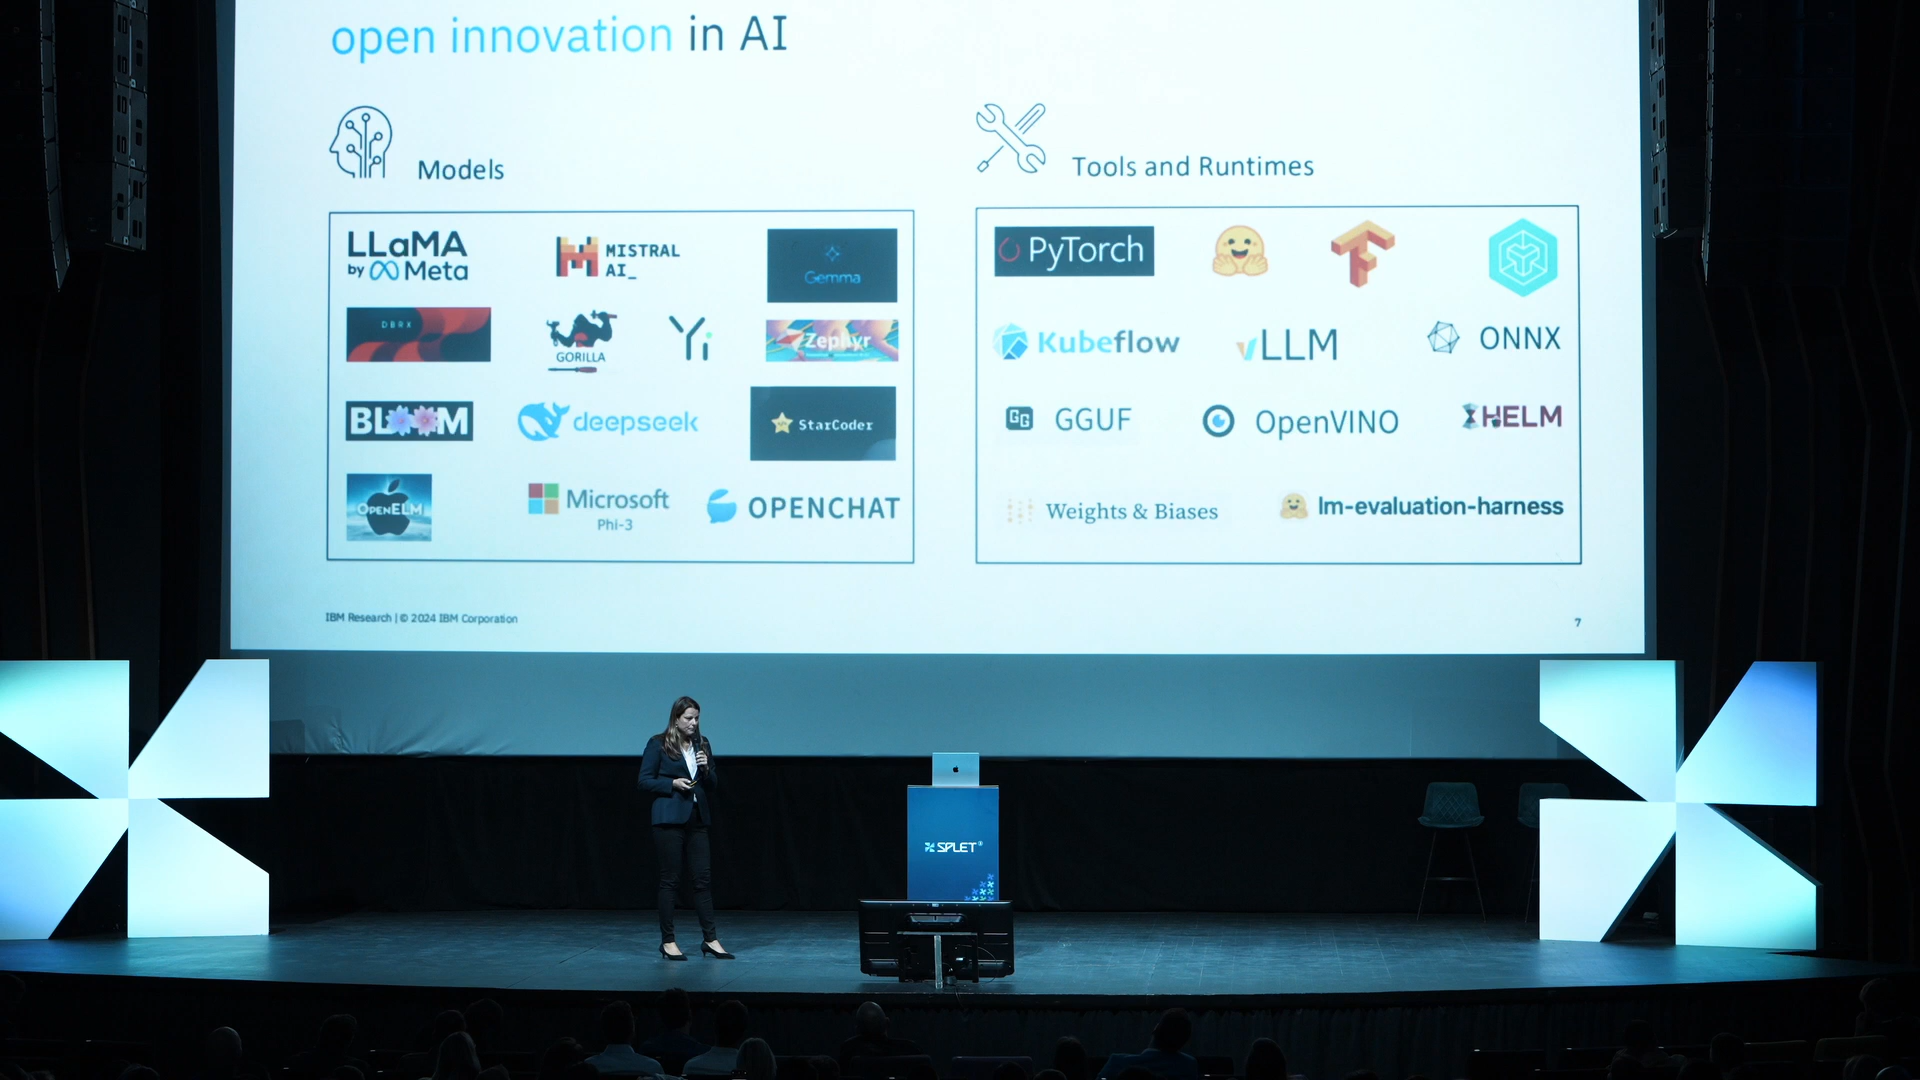 open innovation in AI
Models
Tools and Runtimes
LLaMA
by Meta
MISTRAL
AI_
Gemma
DBRX
GORILLA
Yi
Zephyr
BLOOM
deepseek
StarCoder
OpenELM
Microsoft
Phi-3
OPENCHAT
PyTorch
Kubeflow
vLLM
ONNX
GG
GGUF
OpenVINO
HELM
Weights & Biases
lm-evaluation-harness
IBM Research | © 2024 IBM Corporation
7
SPLET